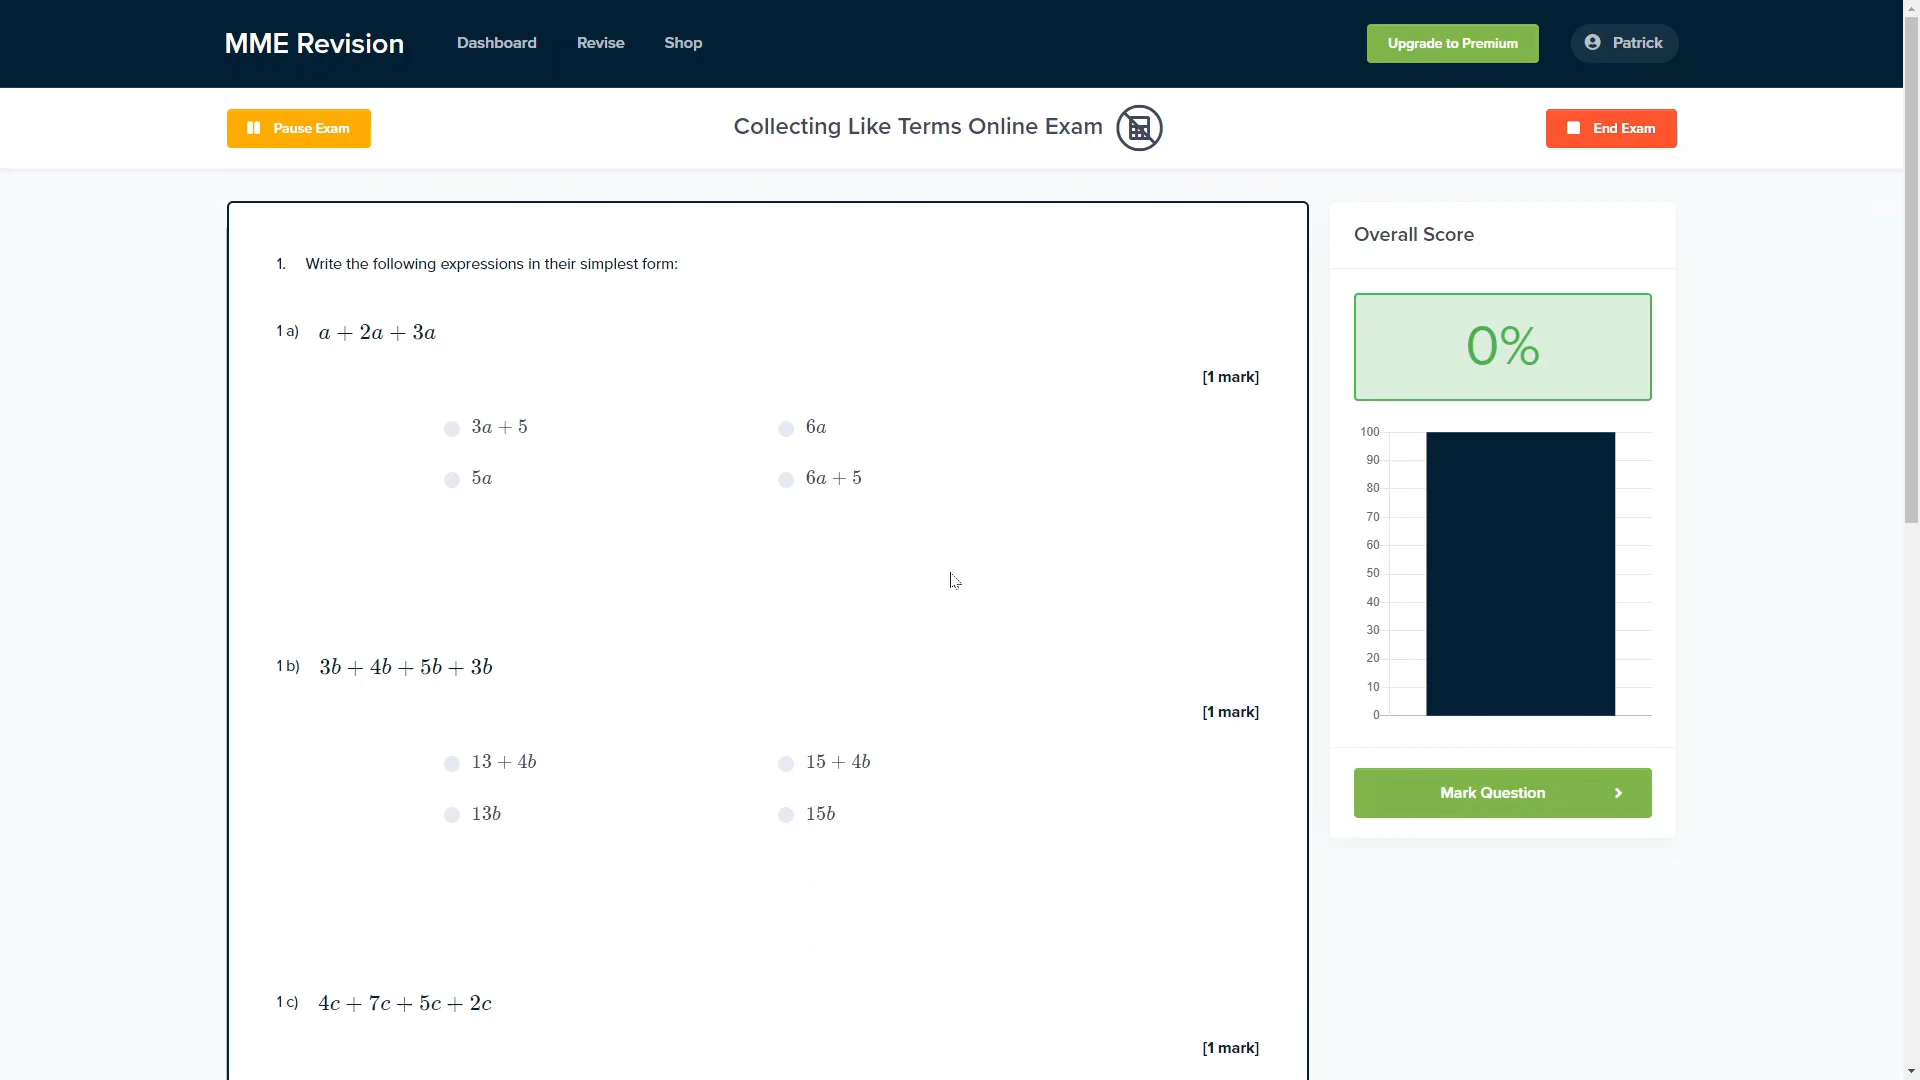 MME Revision Dashboard Revise Shop Upgrade to Premium Patrick
Pause Exam Collecting Like Terms Online Exam End Exam
1. Write the following expressions in their simplest form:
1 a) a + 2a + 3a
[1 mark]
3a + 5 6a
5a 6a + 5
1 b) 3b + 4b + 5b + 3b
[1 mark]
13 + 4b 15 + 4b
13b 15b
1 c) 4c + 7c + 5c + 2c
[1 mark]
Overall Score
0%
100
90
80
70
60
50
40
30
20
10
0
Mark Question